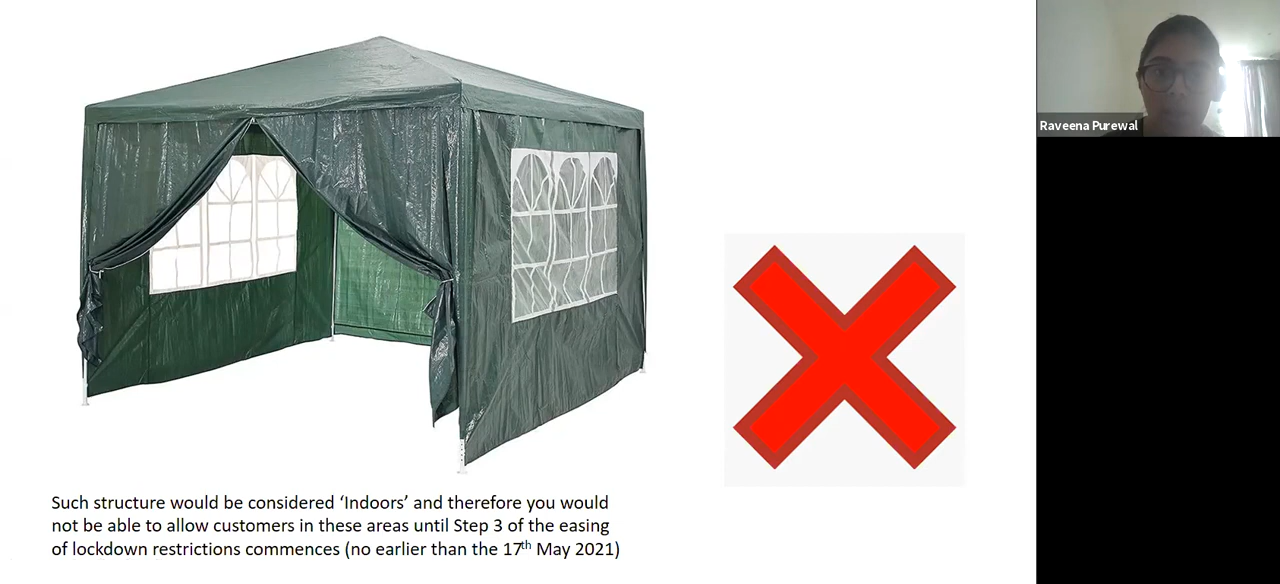 Raveena Purewal
Such structure would be considered ‘Indoors’ and therefore you would
not be able to allow customers in these areas until Step 3 of the easing
of lockdown restrictions commences (no earlier than the 17th May 2021)